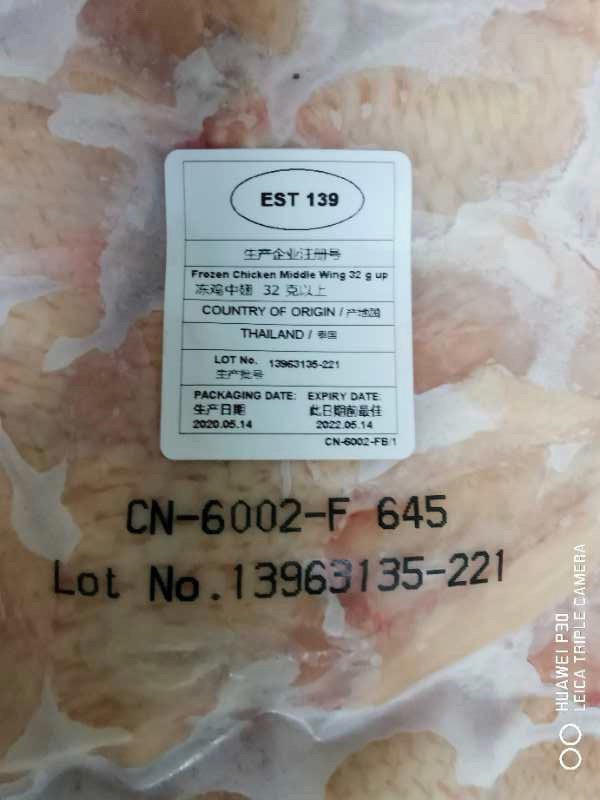 EST 139
生产企业注册号
Frozen Chicken Middle Wing 32 g up
冻鸡中翅 32 克以上
COUNTRY OF ORIGIN / 产地国
THAILAND / 泰国
LOT No. 13963135-221
生产批号
PACKAGING DATE: EXPIRY DATE:
生产日期 此日期前最佳
2020.05.14 2022.05.14
CN-6002-FB/1
CN-6002-F 645
Lot No.13963135-221
HUAWEI P30
LEICA TRIPLE CAMERA